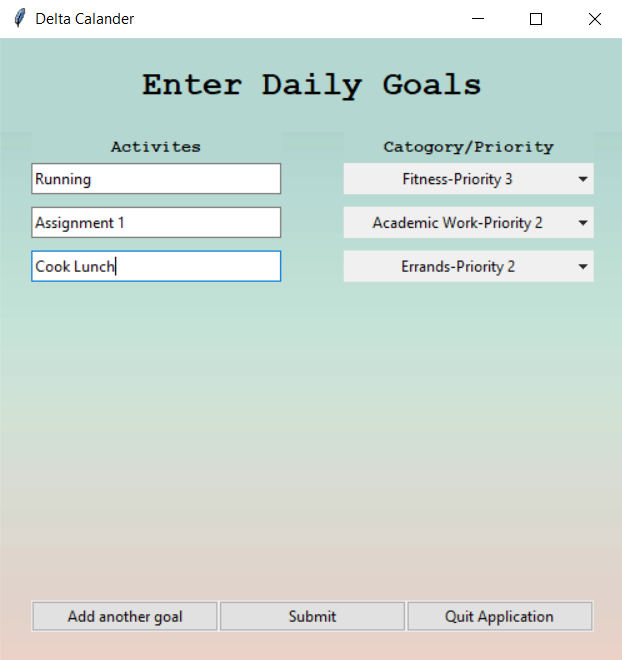 Delta Calander
Enter Daily Goals
Activites Catogory/Priority
Running Fitness-Priority 3
Assignment 1 Academic Work-Priority 2
Cook Lunch Errands-Priority 2
Add another goal Submit Quit Application